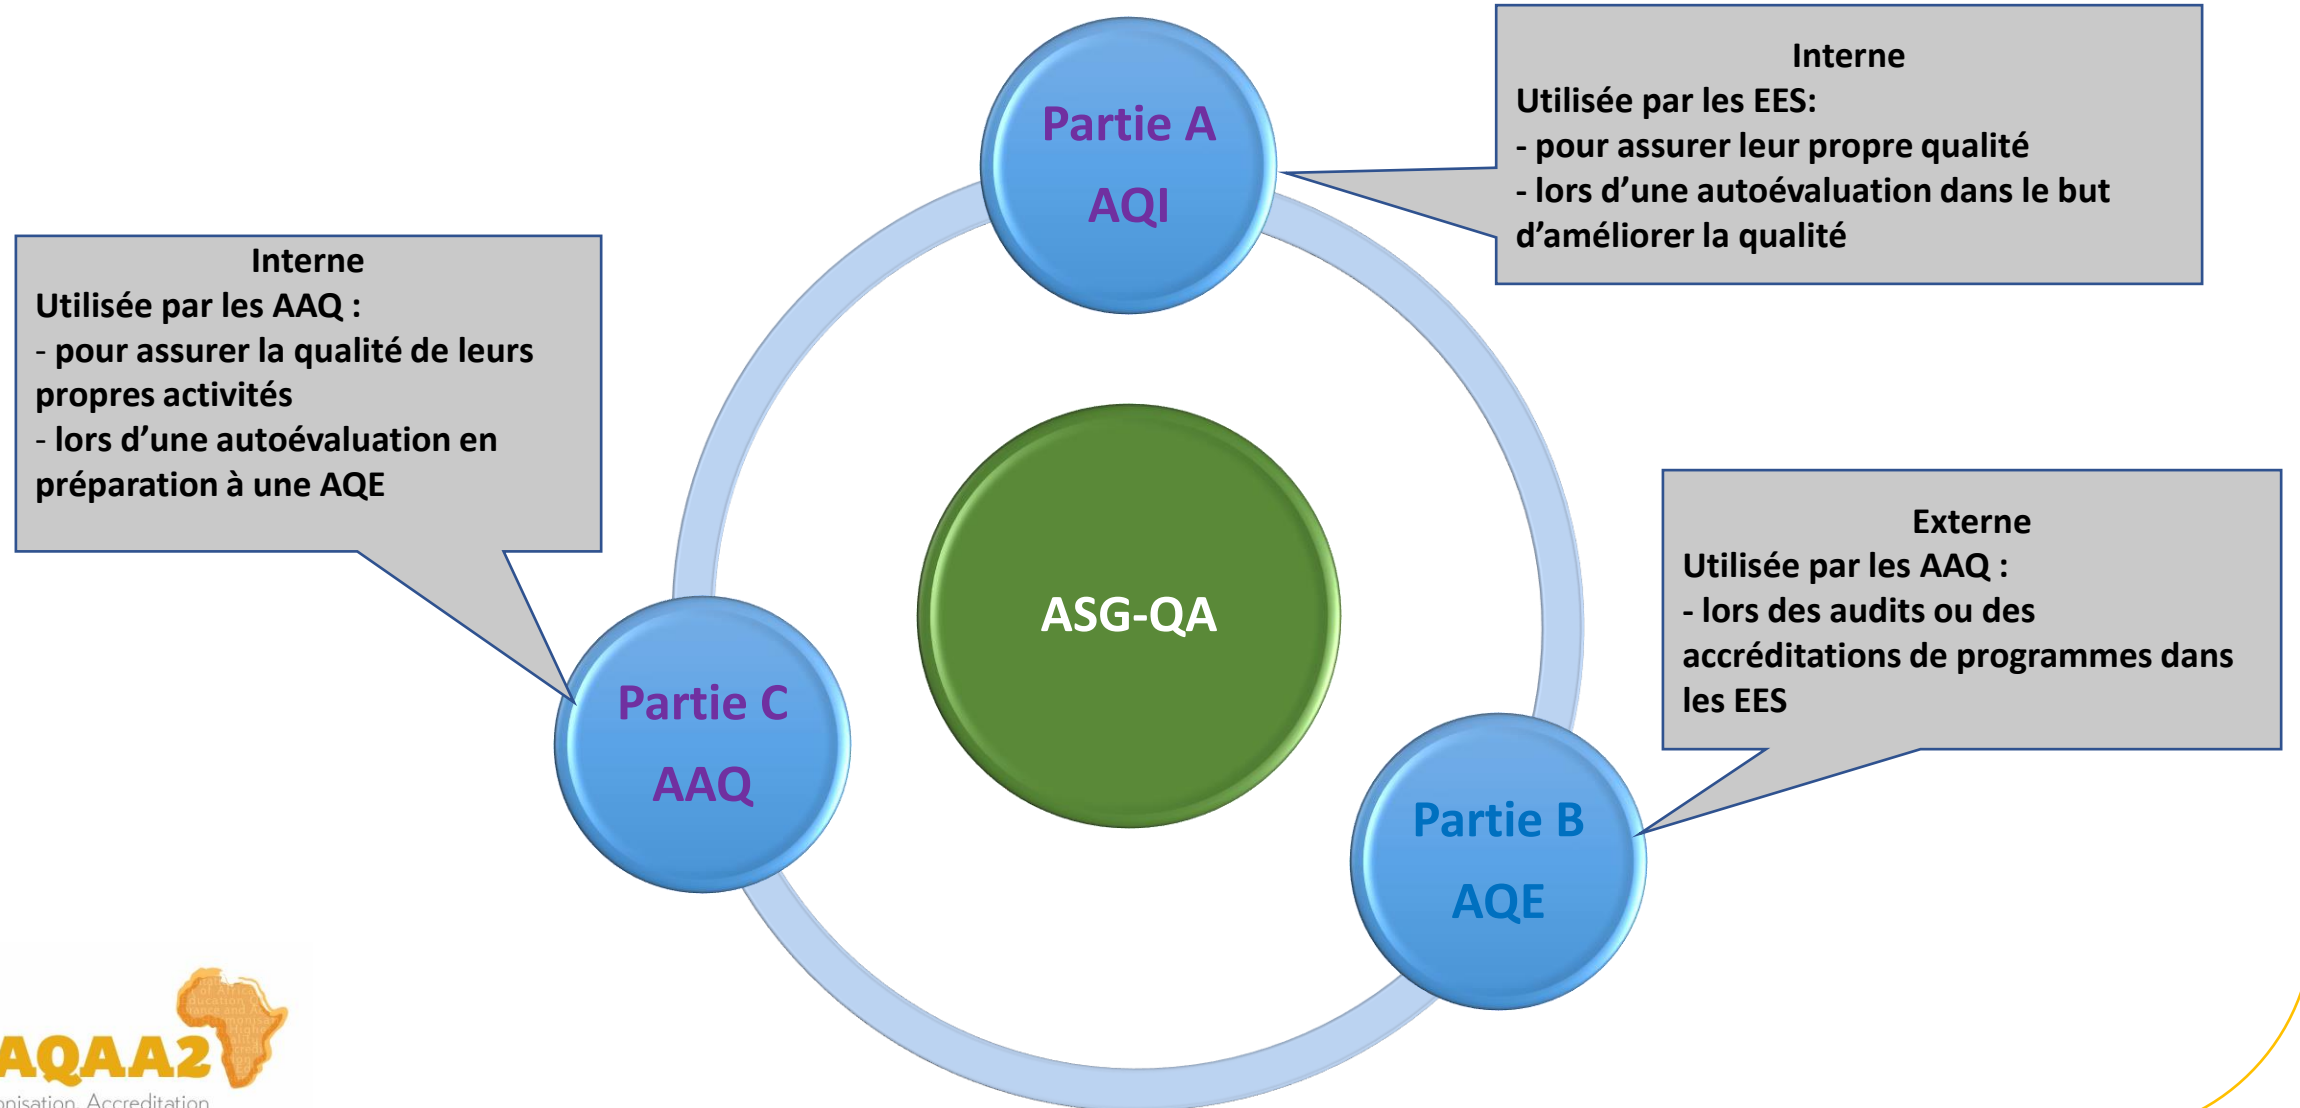 Partie A
AQI
Interne
Utilisée par les EES:
- pour assurer leur propre qualité
- lors d’une autoévaluation dans le but
d’améliorer la qualité
Interne
Utilisée par les AAQ :
- pour assurer la qualité de leurs
propres activités
- lors d’une autoévaluation en
préparation à une AQE
ASG-QA
Externe
Utilisée par les AAQ :
- lors des audits ou des
accréditations de programmes dans
les EES
Partie C
AAQ
Partie B
AQE
AQAA2
nisation, Accreditation